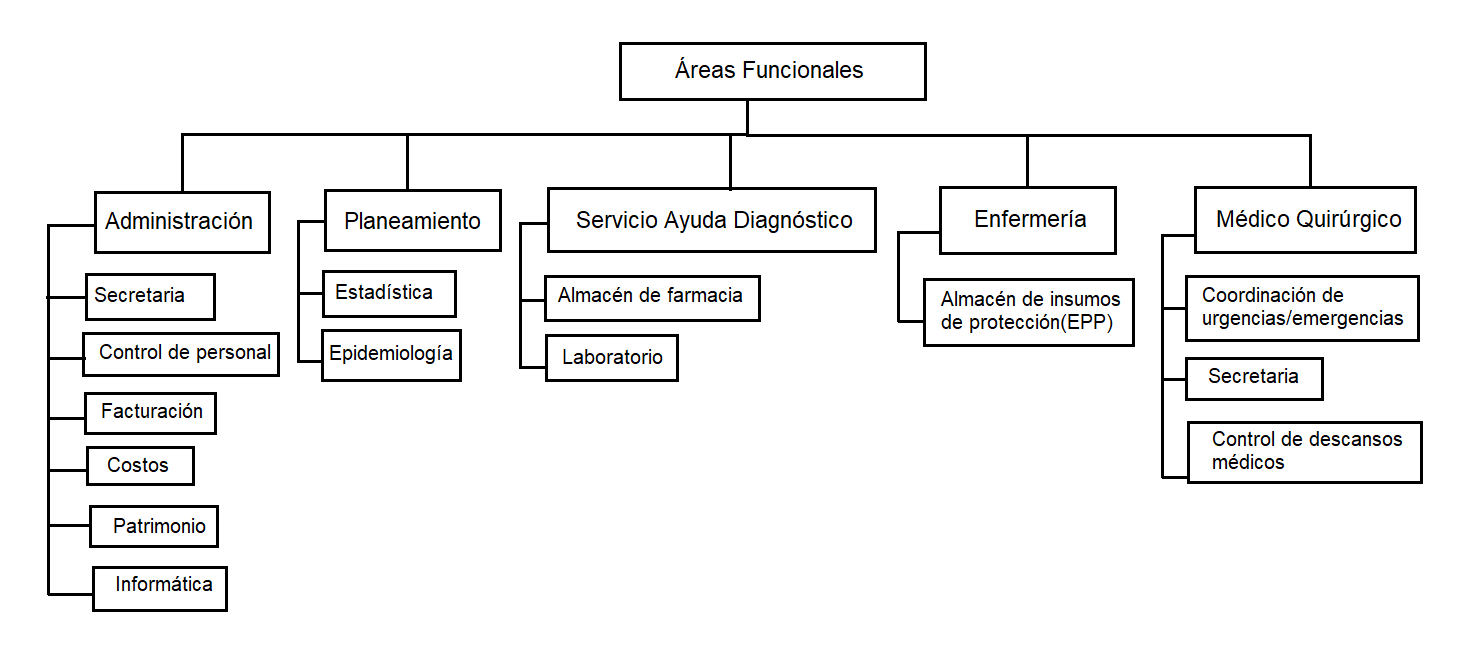 Áreas Funcionales
Administración
Secretaria
Control de personal
Facturación
Costos
Patrimonio
Informática
Planeamiento
Estadística
Epidemiología
Servicio Ayuda Diagnóstico
Almacén de farmacia
Laboratorio
Enfermería
Almacén de insumos
de protección(EPP)
Médico Quirúrgico
Coordinación de
urgencias/emergencias
Secretaria
Control de descansos
médicos